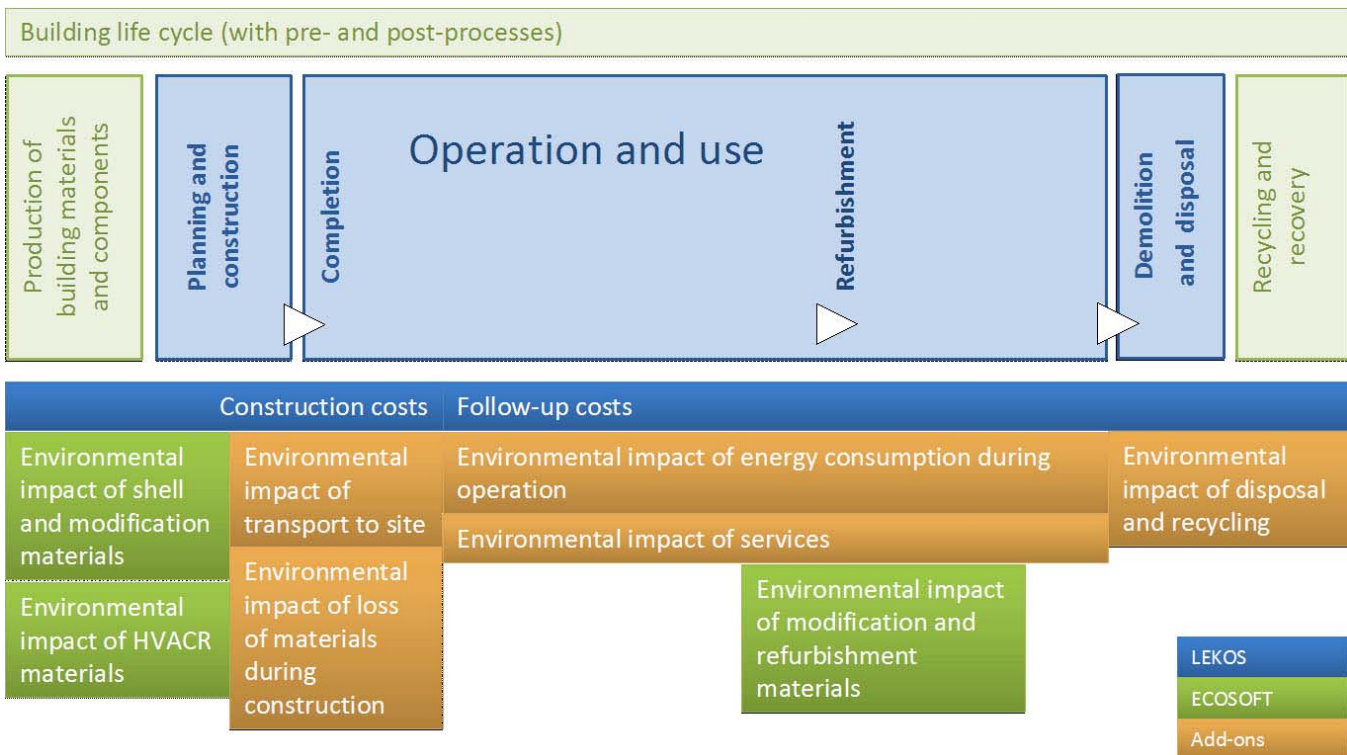 Building life cycle (with pre- and post-processes)
Production of
building materials
and components
Planning and
construction
Completion
Operation and use
Refurbishment
Demolition
and disposal
Recycling and
recovery
Construction costs
Follow-up costs
Environmental
impact of shell
and modification
materials
Environmental
impact of HVACR
materials
Environmental
impact of
transport to site
Environmental
impact of loss
of materials
during
construction
Environmental impact of energy consumption during
operation
Environmental impact of services
Environmental impact
of modification and
refurbishment
materials
Environmental
impact of disposal
and recycling
LEKOS
ECOSOFT
Add-ons